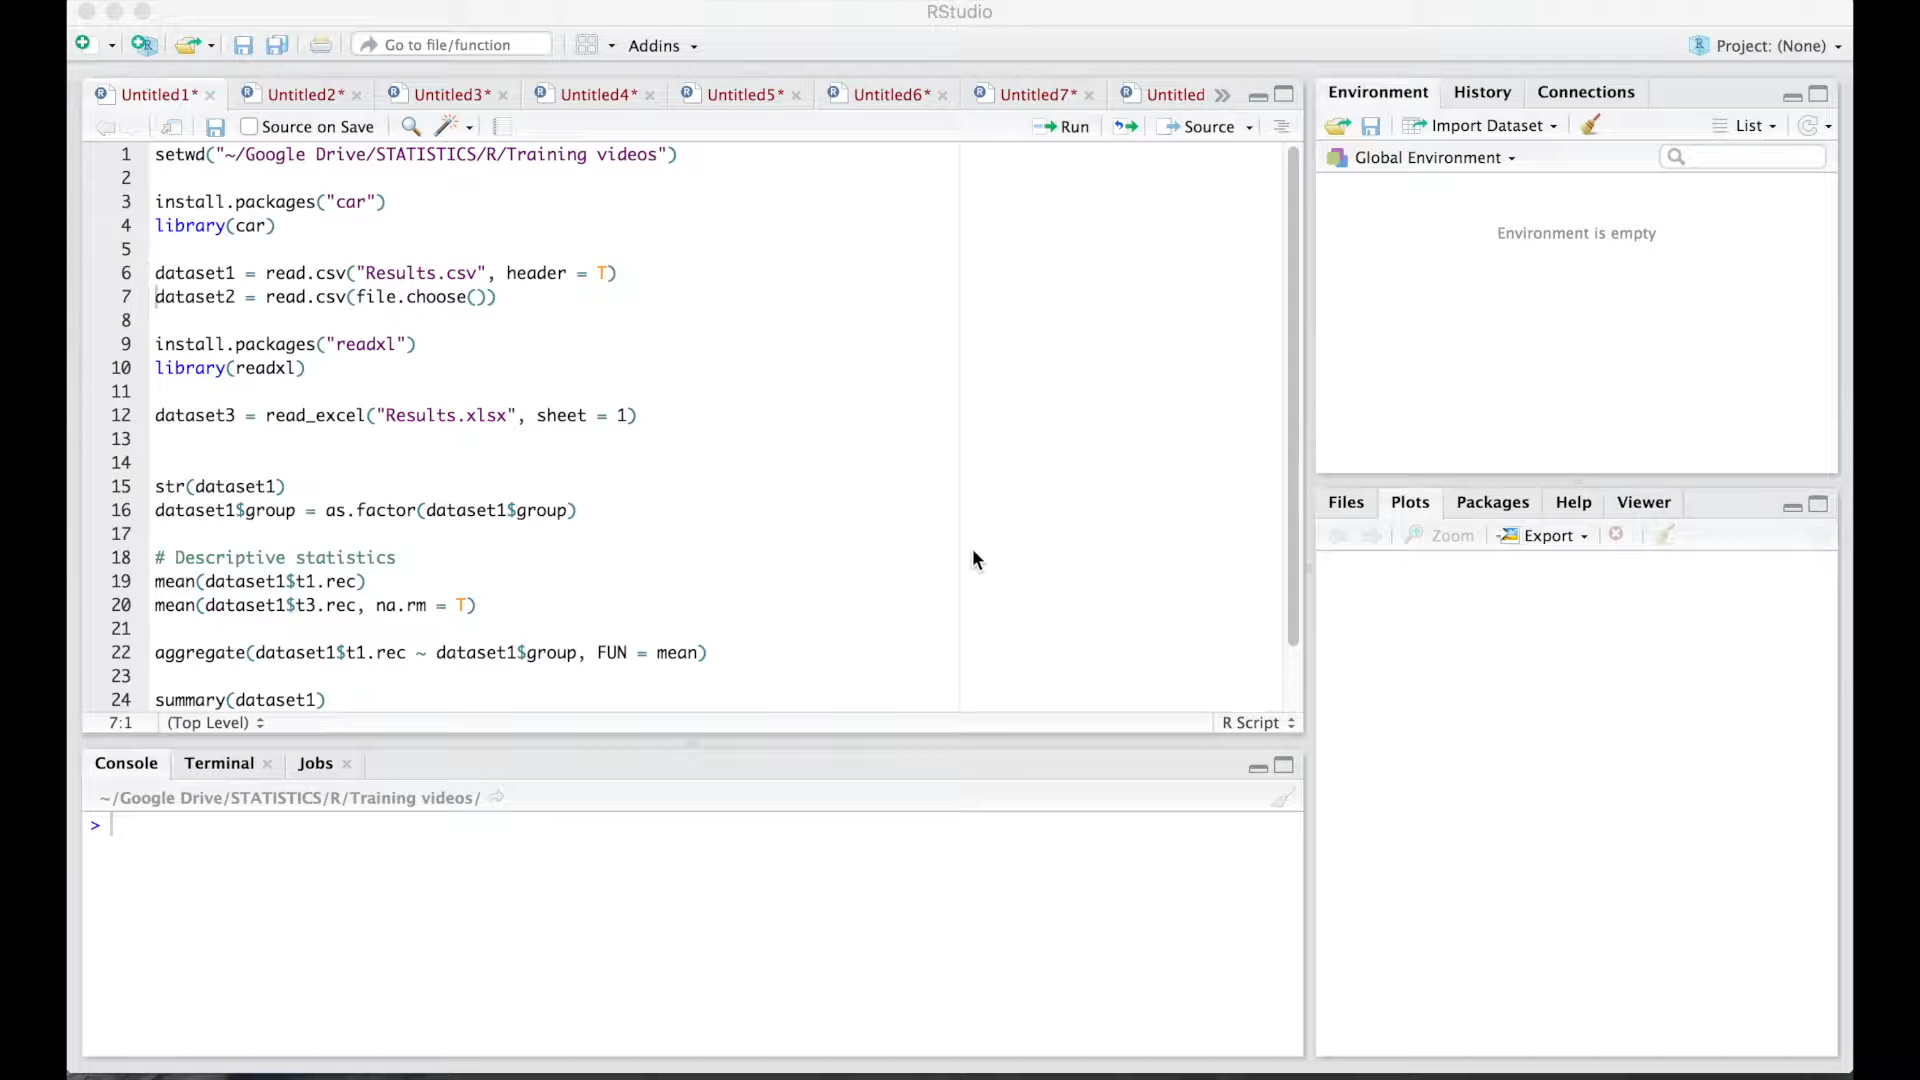 RStudio
Go to file/function
Addins
Project: (None)
Untitled1*
Untitled2*
Untitled3*
Untitled4*
Untitled5*
Untitled6*
Untitled7*
Untitled
Source on Save
Run
Source
1 setwd("~/Google Drive/STATISTICS/R/Training videos")
2
3 install.packages("car")
4 library(car)
5
6 dataset1 = read.csv("Results.csv", header = T)
7 dataset2 = read.csv(file.choose())
8
9 install.packages("readxl")
10 library(readxl)
11
12 dataset3 = read_excel("Results.xlsx", sheet = 1)
13
14
15 str(dataset1)
16 dataset1$group = as.factor(dataset1$group)
17
18 # Descriptive statistics
19 mean(dataset1$t1.rec)
20 mean(dataset1$t3.rec, na.rm = T)
21
22 aggregate(dataset1$t1.rec ~ dataset1$group, FUN = mean)
23
24 summary(dataset1)
7:1 (Top Level) R Script
Console Terminal Jobs
~/Google Drive/STATISTICS/R/Training videos/
>
Environment History Connections
Import Dataset List
Global Environment
Environment is empty
Files Plots Packages Help Viewer
Zoom Export